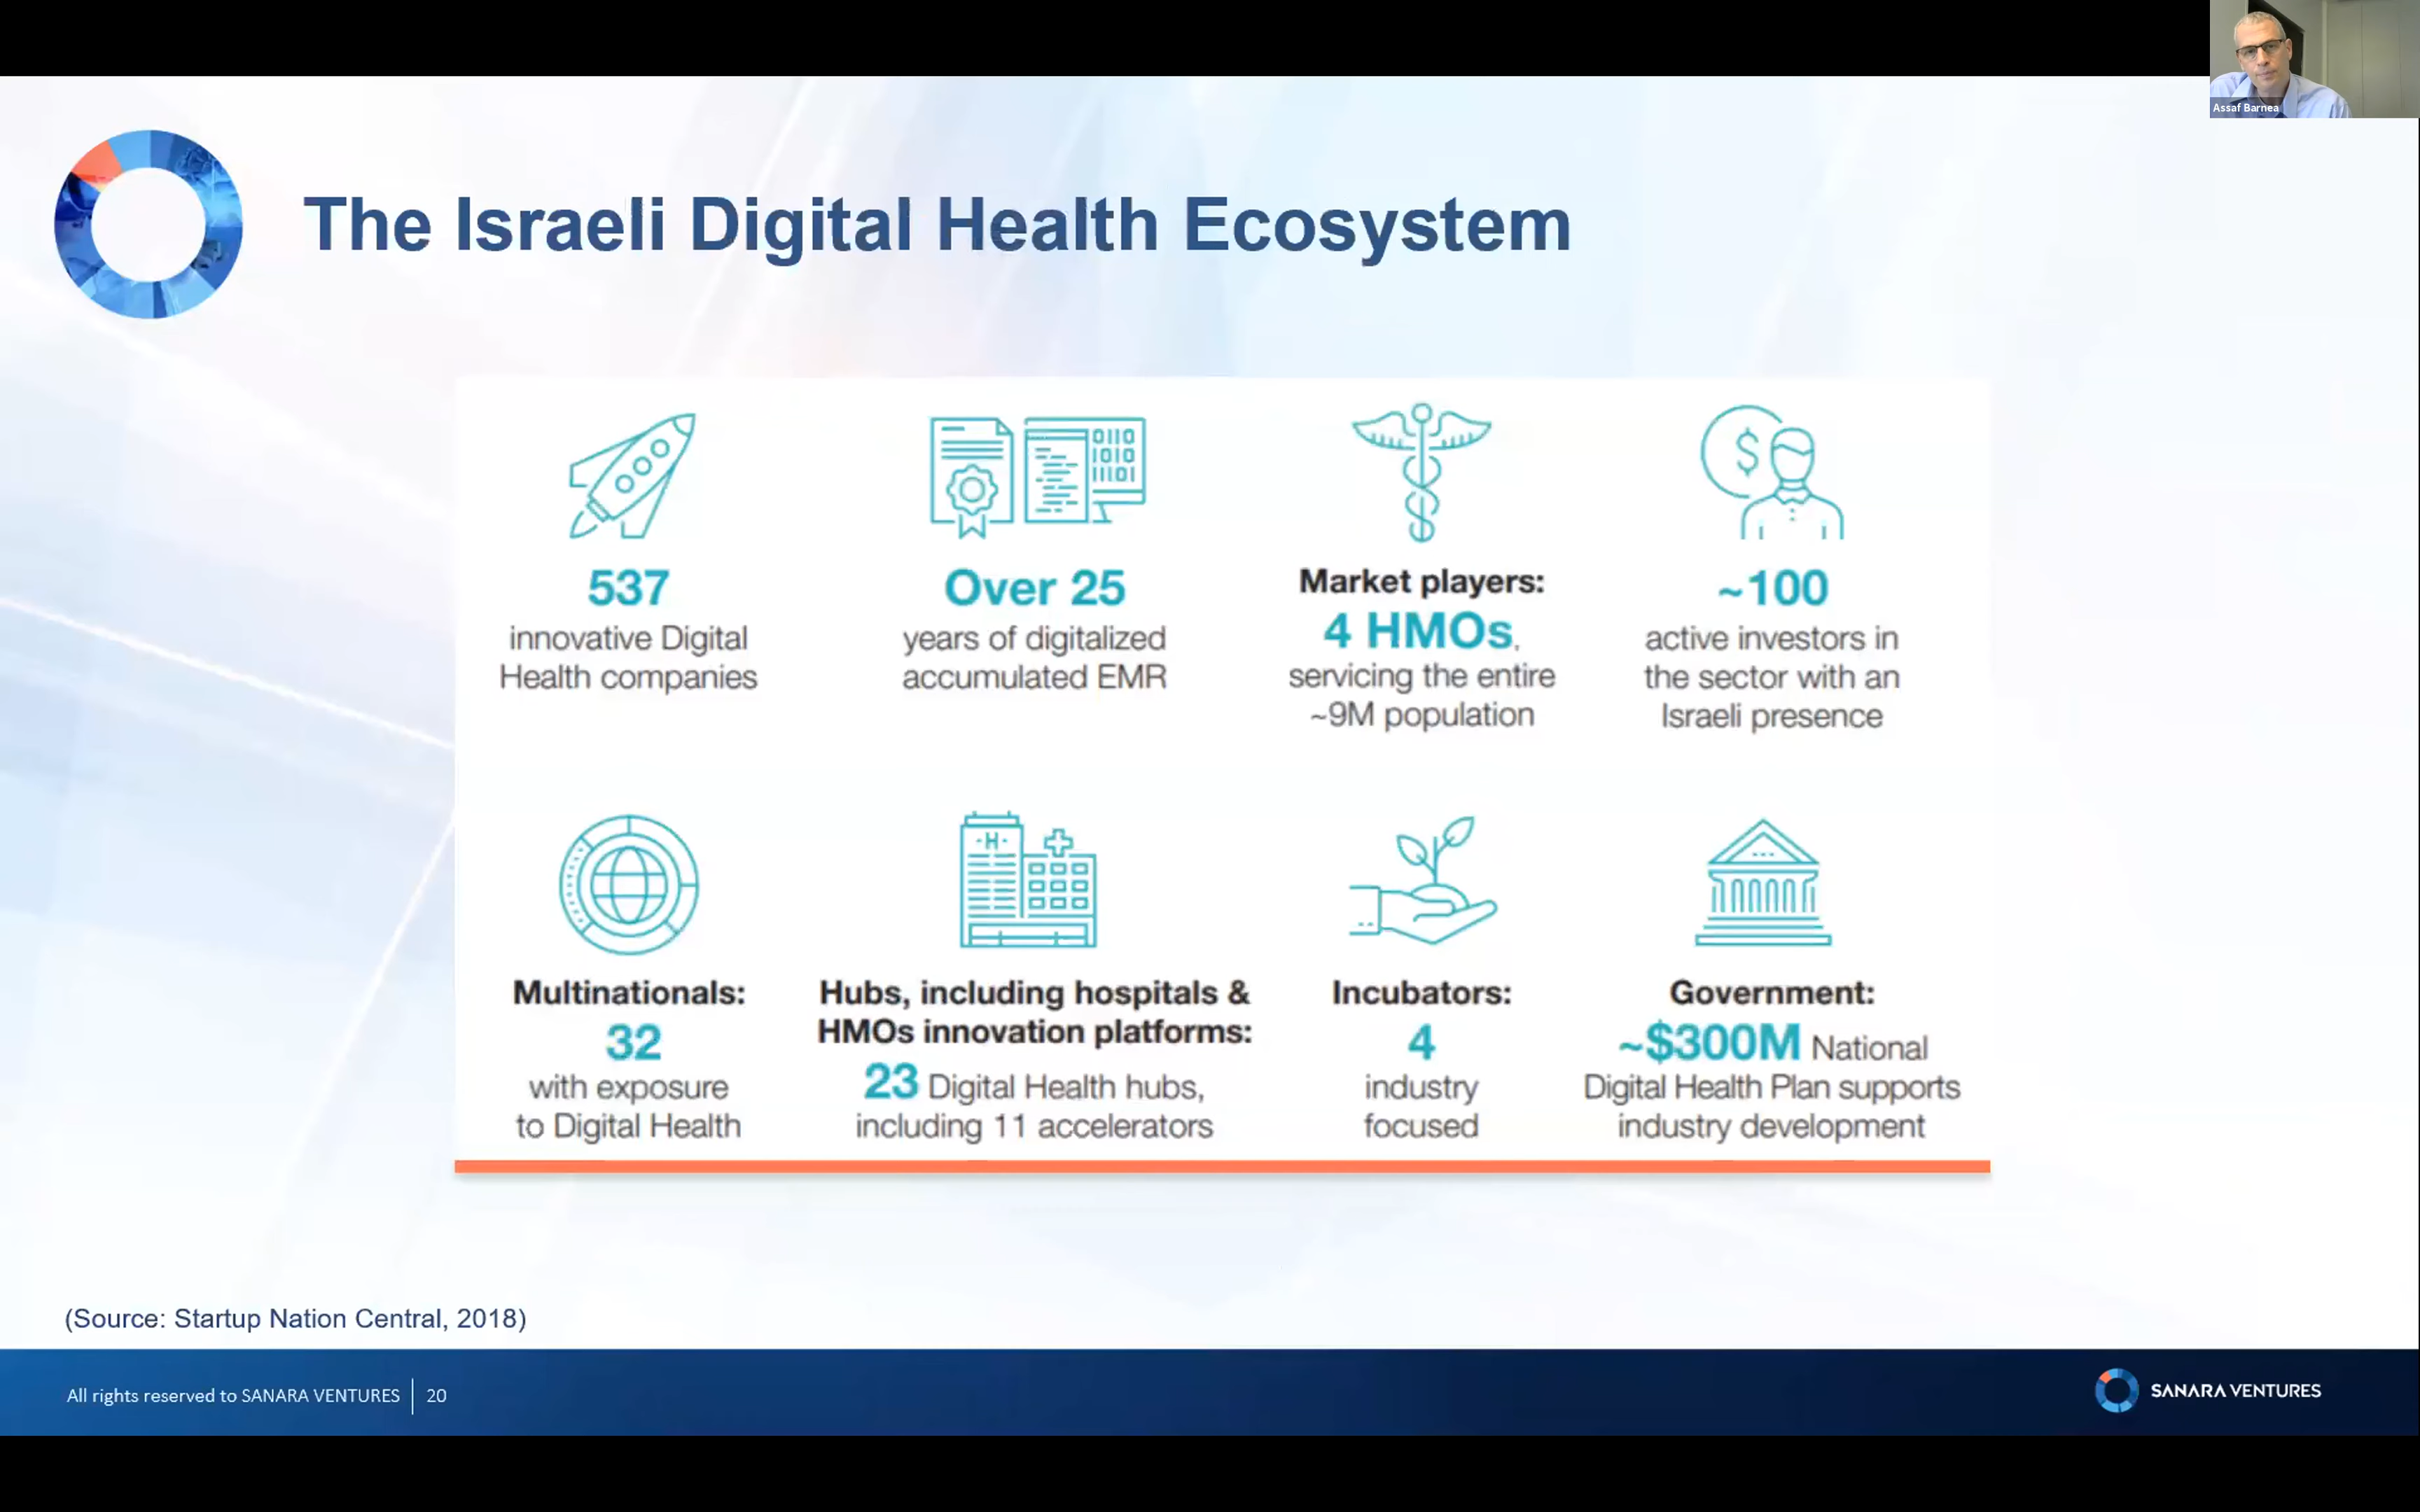 Assaf Barnea
The Israeli Digital Health Ecosystem
0110
1010
11101
$
537
innovative Digital
Health companies
Over 25
years of digitalized
accumulated EMR
Market players:
4 HMOs,
servicing the entire
~9M population
~100
active investors in
the sector with an
Israeli presence
H
Multinationals:
32
with exposure
to Digital Health
Hubs, including hospitals &
HMOs innovation platforms:
23 Digital Health hubs,
including 11 accelerators
Incubators:
4
industry
focused
Government:
~$300M National
Digital Health Plan supports
industry development
(Source: Startup Nation Central, 2018)
All rights reserved to SANARA VENTURES | 20
SANARA VENTURES